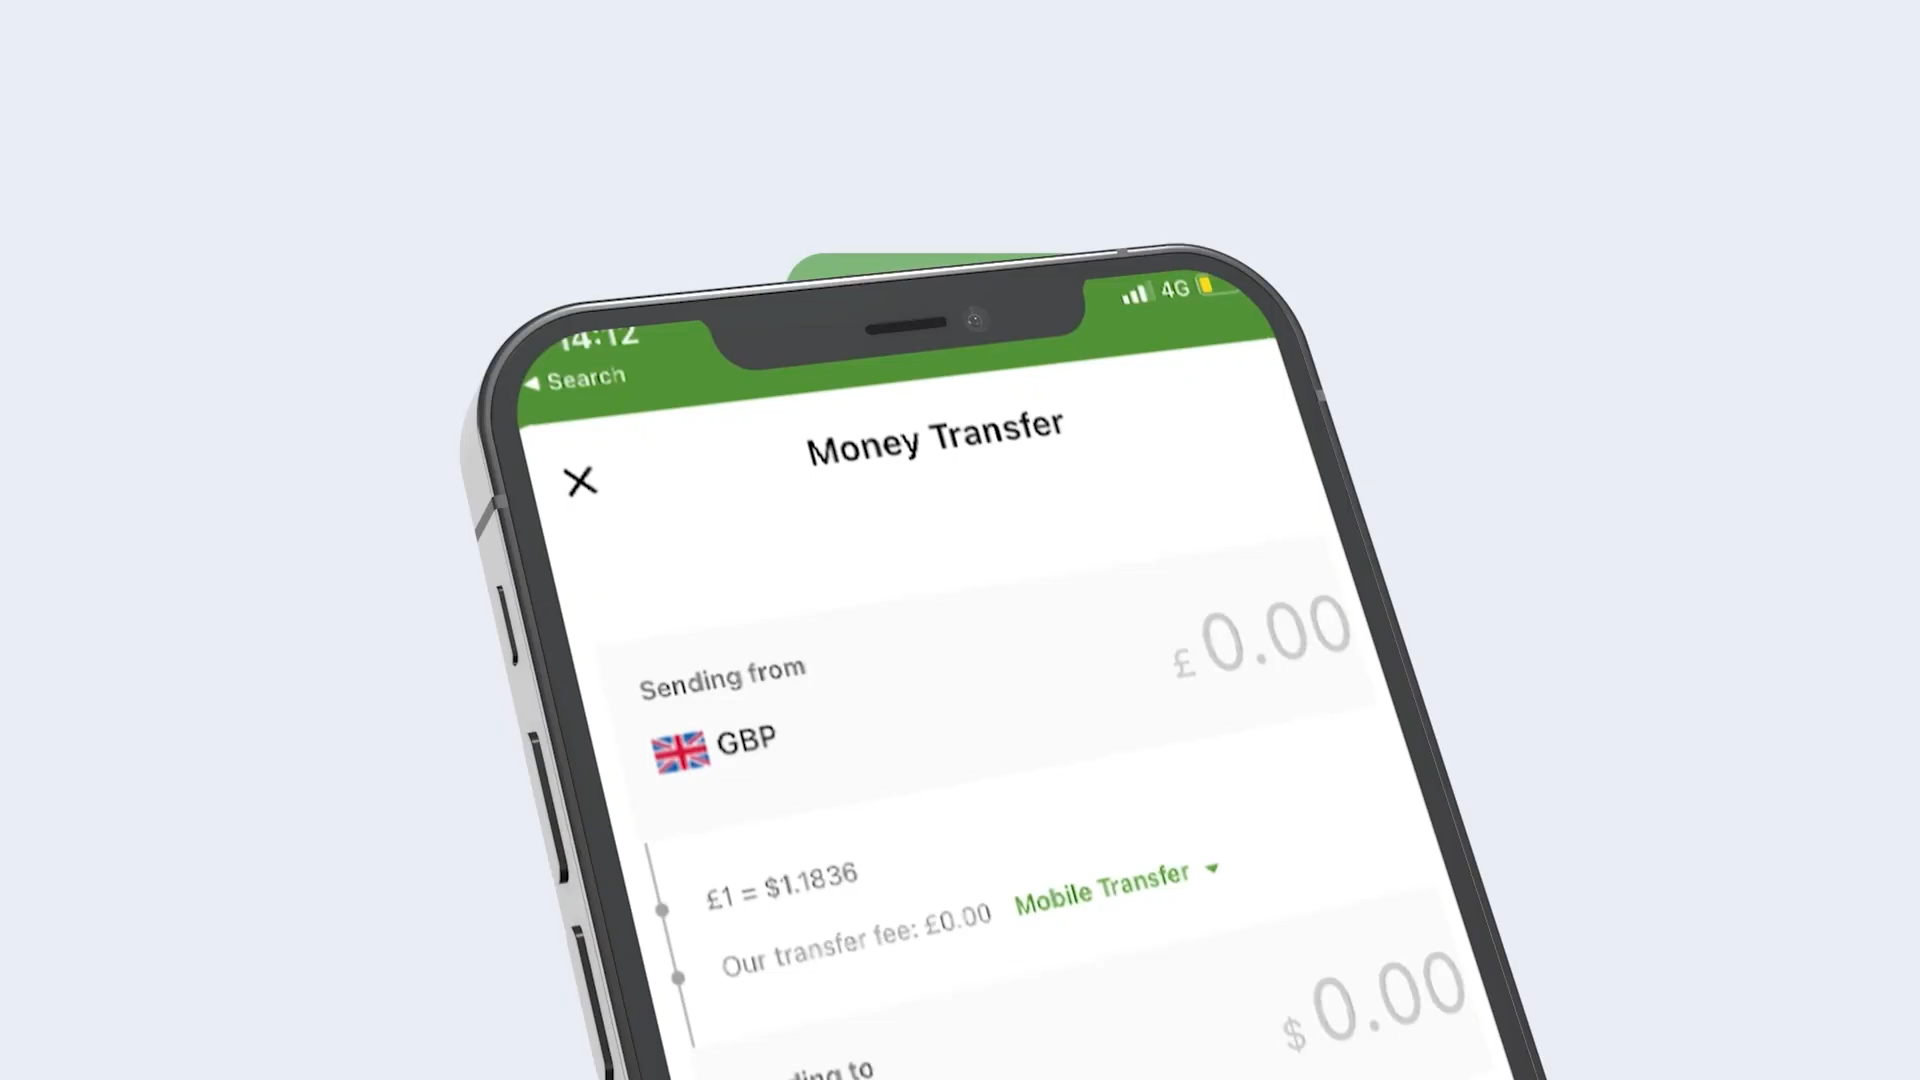 14:12
4G
Search
Money Transfer
Sending from
£ 0.00
GBP
£1 = $1.1836
Our transfer fee: £0.00 Mobile Transfer
$ 0.00
to